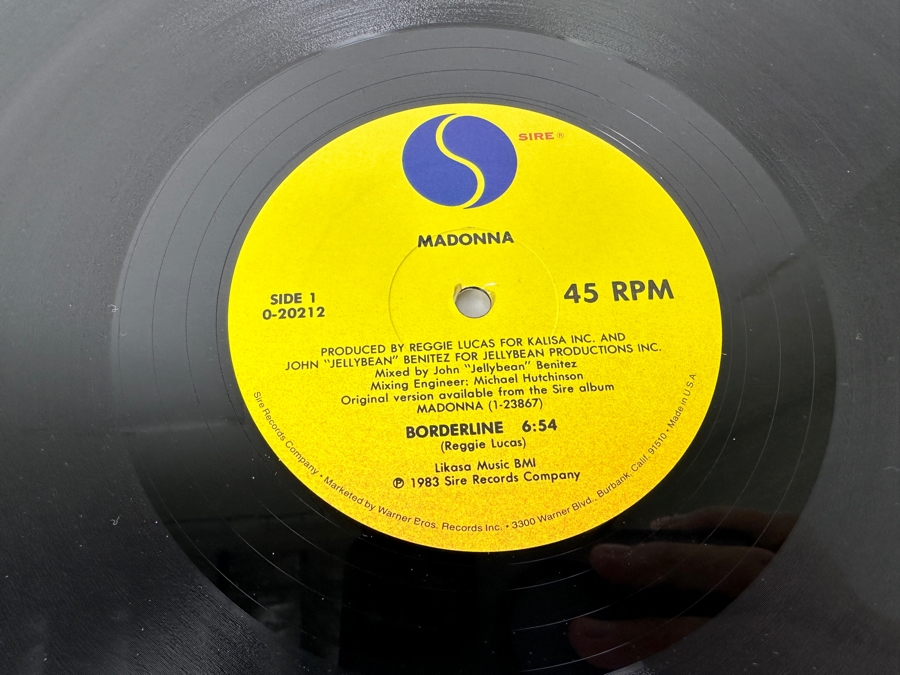 SIRE ®
MADONNA
SIDE 1
0-20212
45 RPM
PRODUCED BY REGGIE LUCAS FOR KALISA INC. AND
JOHN "JELLYBEAN" BENITEZ FOR JELLYBEAN PRODUCTIONS INC.
Mixed by John "Jellybean" Benitez
Mixing Engineer: Michael Hutchinson
Original version available from the Sire album
MADONNA (1-23867)
BORDERLINE 6:54
(Reggie Lucas)
Likasa Music BMI
℗ 1983 Sire Records Company
Sire Records Company • Marketed by Warner Bros. Records Inc. • 3300 Warner Blvd., Burbank, Calif. 91510 • Made in U.S.A.